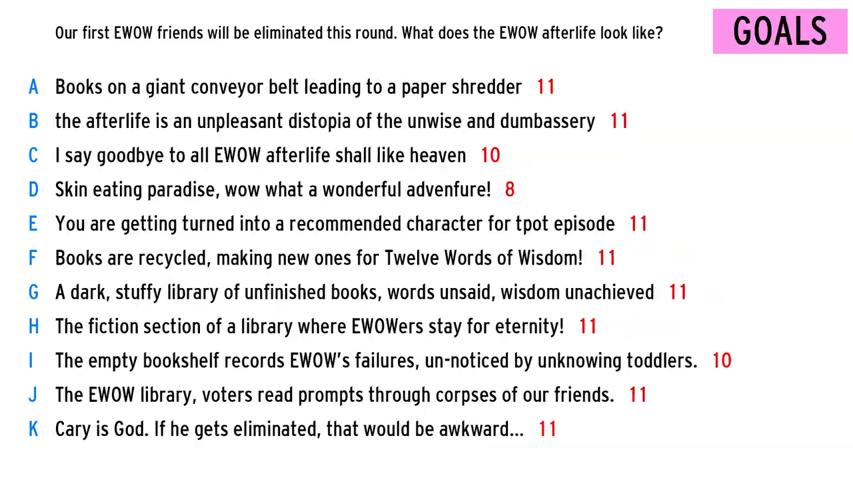 Our first EWOW friends will be eliminated this round. What does the EWOW afterlife look like?
GOALS
A Books on a giant conveyor belt leading to a paper shredder 11
B the afterlife is an unpleasant distopia of the unwise and dumbassery 11
C I say goodbye to all EWOW afterlife shall like heaven 10
D Skin eating paradise, wow what a wonderful advenfure! 8
E You are getting turned into a recommended character for tpot episode 11
F Books are recycled, making new ones for Twelve Words of Wisdom! 11
G A dark, stuffy library of unfinished books, words unsaid, wisdom unachieved 11
H The fiction section of a library where EWOWers stay for eternity! 11
I The empty bookshelf records EWOW's failures, un-noticed by unknowing toddlers. 10
J The EWOW library, voters read prompts through corpses of our friends. 11
K Cary is God. If he gets eliminated, that would be awkward... 11